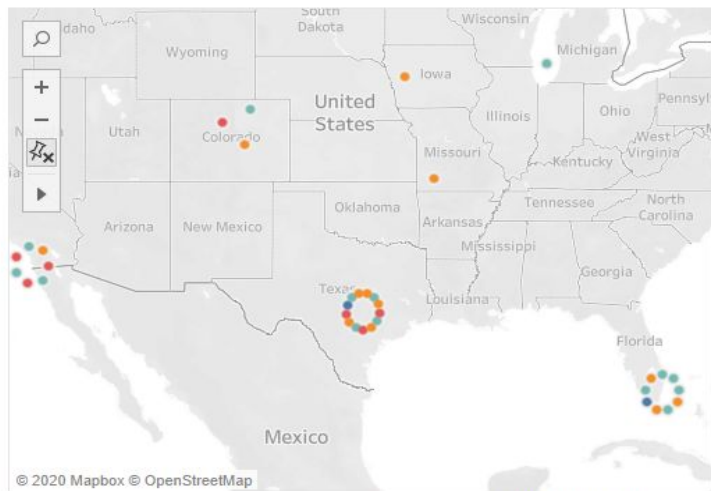 South
Dakota
Wisconsin
Idaho
Michigan
Wyoming
Iowa
United
States
Illinois
Ohio
Pennsyl
Utah
Colorado
Missouri
West
Virginia
Kentucky
Arizona
New Mexico
Oklahoma
Arkansas
Tennessee
North
Carolina
Mississippi
Georgia
Texas
Louisiana
Florida
Mexico
© 2020 Mapbox © OpenStreetMap